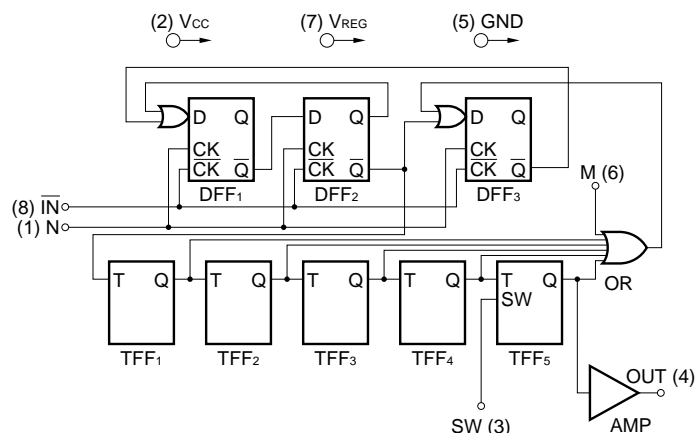 (2) VCC
(7) VREG
(5) GND
D Q
D Q
D Q
CK
CK
CK
CK Q
CK Q
CK Q
DFF1
DFF2
DFF3
M (6)
(8) IN
(1) N
OR
T Q
T Q
T Q
T Q
T Q
SW
TFF1
TFF2
TFF3
TFF4
TFF5
OUT (4)
SW (3)
AMP